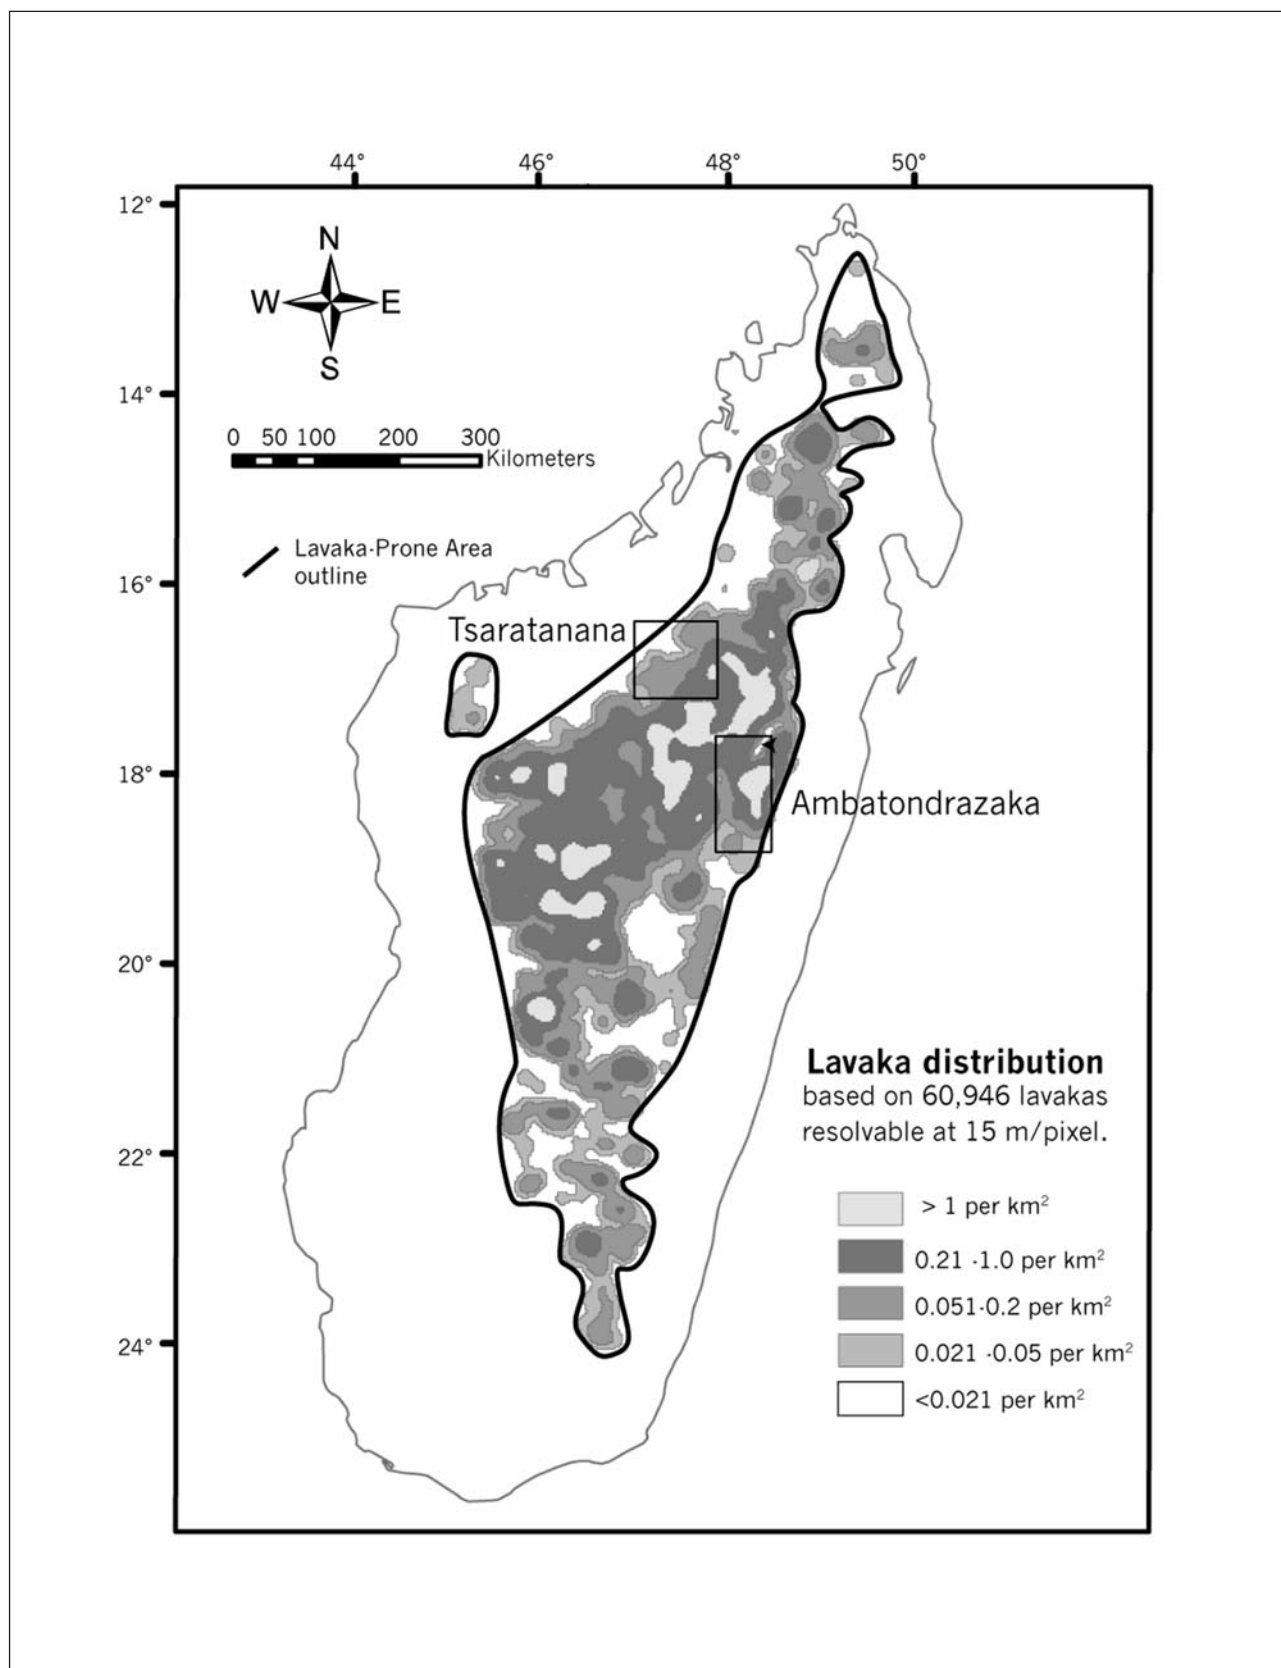 44° 46° 48° 50°
12°
N
W E
S
14°
0 50 100 200 300
Kilometers
Lavaka-Prone Area
outline
16°
Tsaratanana
18°
Ambatondrazaka
20°
Lavaka distribution
based on 60,946 lavakas
resolvable at 15 m/pixel.
22°
> 1 per km²
0.21 -1.0 per km²
0.051-0.2 per km²
0.021 -0.05 per km²
24°
<0.021 per km²